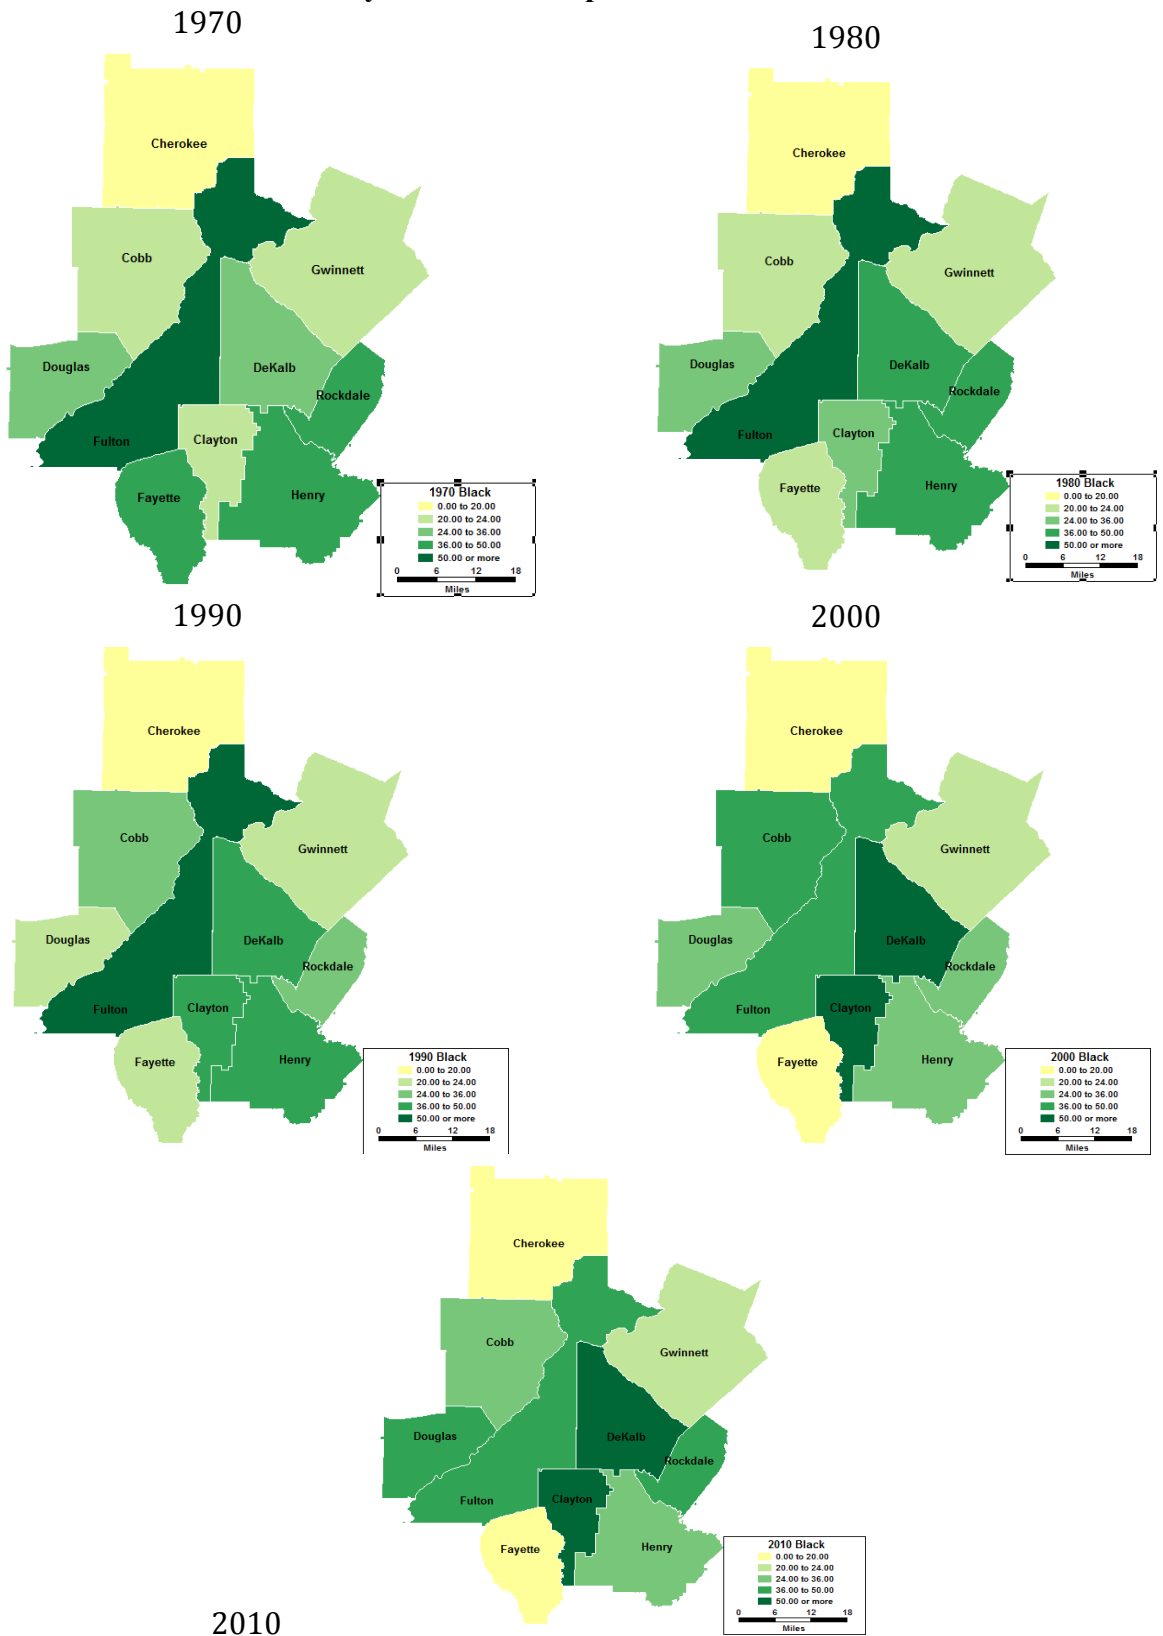 1970
1980
Cherokee
Cobb
Gwinnett
Douglas
DeKalb
Rockdale
Fulton
Clayton
Fayette
Henry
1970 Black
0.00 to 20.00
20.00 to 24.00
24.00 to 36.00
36.00 to 50.00
50.00 or more
0 6 12 18
Miles
Cherokee
Cobb
Gwinnett
Douglas
DeKalb
Rockdale
Fulton
Clayton
Fayette
Henry
1980 Black
0.00 to 20.00
20.00 to 24.00
24.00 to 36.00
36.00 to 50.00
50.00 or more
0 6 12 18
Miles
1990
2000
Cherokee
Cobb
Gwinnett
Douglas
DeKalb
Rockdale
Fulton
Clayton
Fayette
Henry
1990 Black
0.00 to 20.00
20.00 to 24.00
24.00 to 36.00
36.00 to 50.00
50.00 or more
0 6 12 18
Miles
Cherokee
Cobb
Gwinnett
Douglas
DeKalb
Rockdale
Fulton
Clayton
Fayette
Henry
2000 Black
0.00 to 20.00
20.00 to 24.00
24.00 to 36.00
36.00 to 50.00
50.00 or more
0 6 12 18
Miles
Cherokee
Cobb
Gwinnett
Douglas
DeKalb
Rockdale
Fulton
Clayton
Fayette
Henry
2010 Black
0.00 to 20.00
20.00 to 24.00
24.00 to 36.00
36.00 to 50.00
50.00 or more
0 6 12 18
Miles
2010